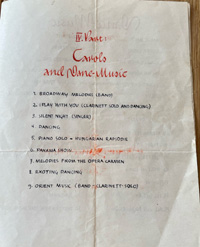 IV. Part
Carols
and Dance-Music
1. BROADWAY MELODIE (BAND)
2. I PLAY WITH YOU (CLARINETT SOLO AND DANCING)
3. SILENT NIGHT (SINGER)
4. DANCING
5. PIANO SOLO - HUNGARIAN RAPSODIE
6. PANAMA SHOW
7. MELODIES FROM THE OPERA CARMEN
8. EXOTING DANCING
9. ORIENT MUSIC (BAND-CLARINETT-SOLO)